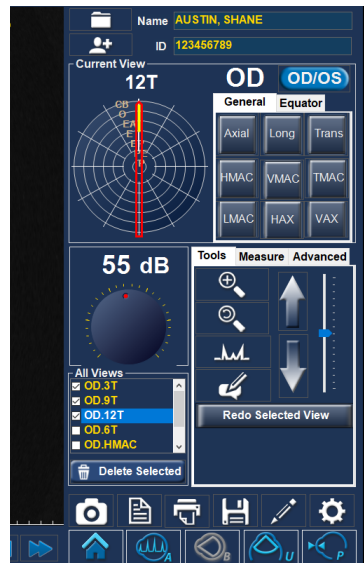 Name AUSTIN, SHANE
ID 123456789
Current View
12T
OD OD/OS
General Equator
CB
O
EA
E
Axial Long Trans
HMAC VMAC TMAC
LMAC HAX VAX
55 dB
Tools Measure Advanced
All Views
OD.3T
OD.9T
OD.12T
OD.6T
OD.HMAC
Redo Selected View
Delete Selected
A B U P